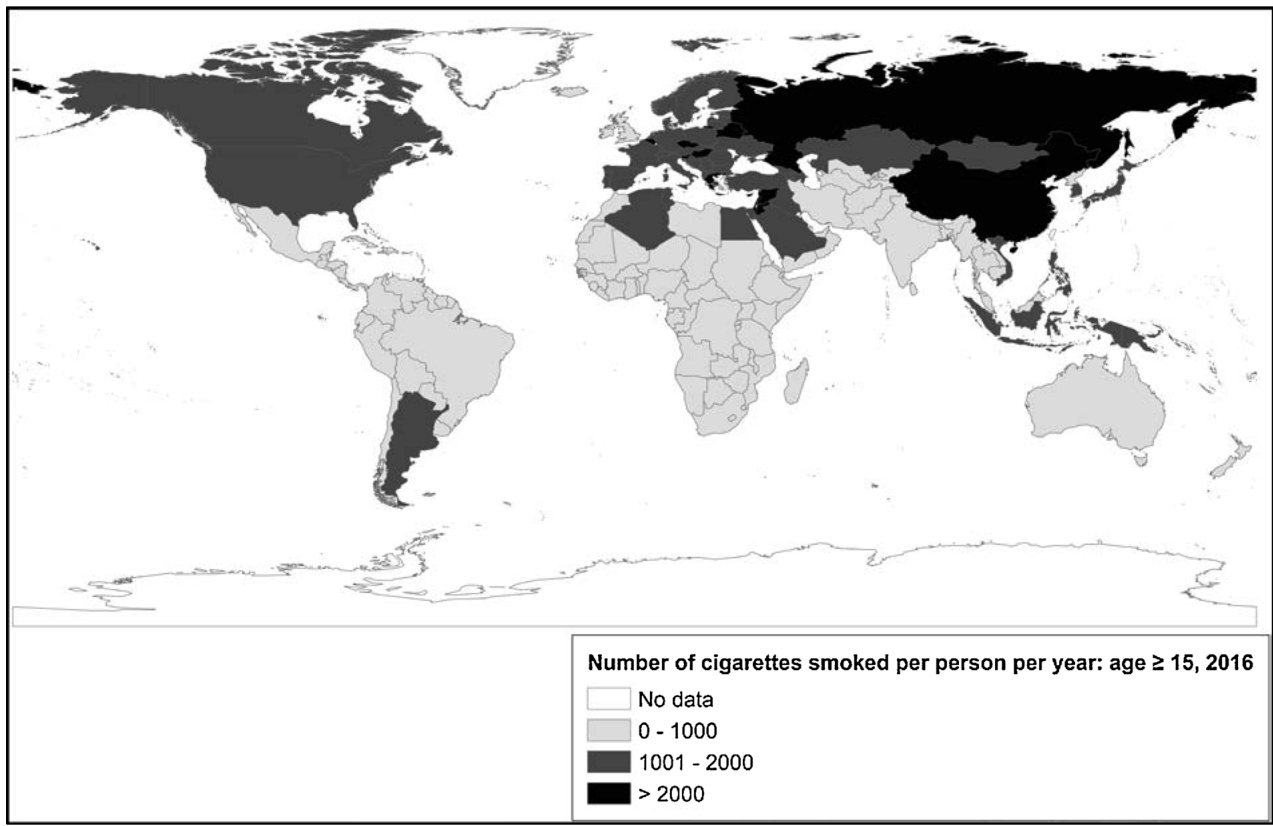 Number of cigarettes smoked per person per year: age ≥ 15, 2016
No data
0 - 1000
1001 - 2000
> 2000